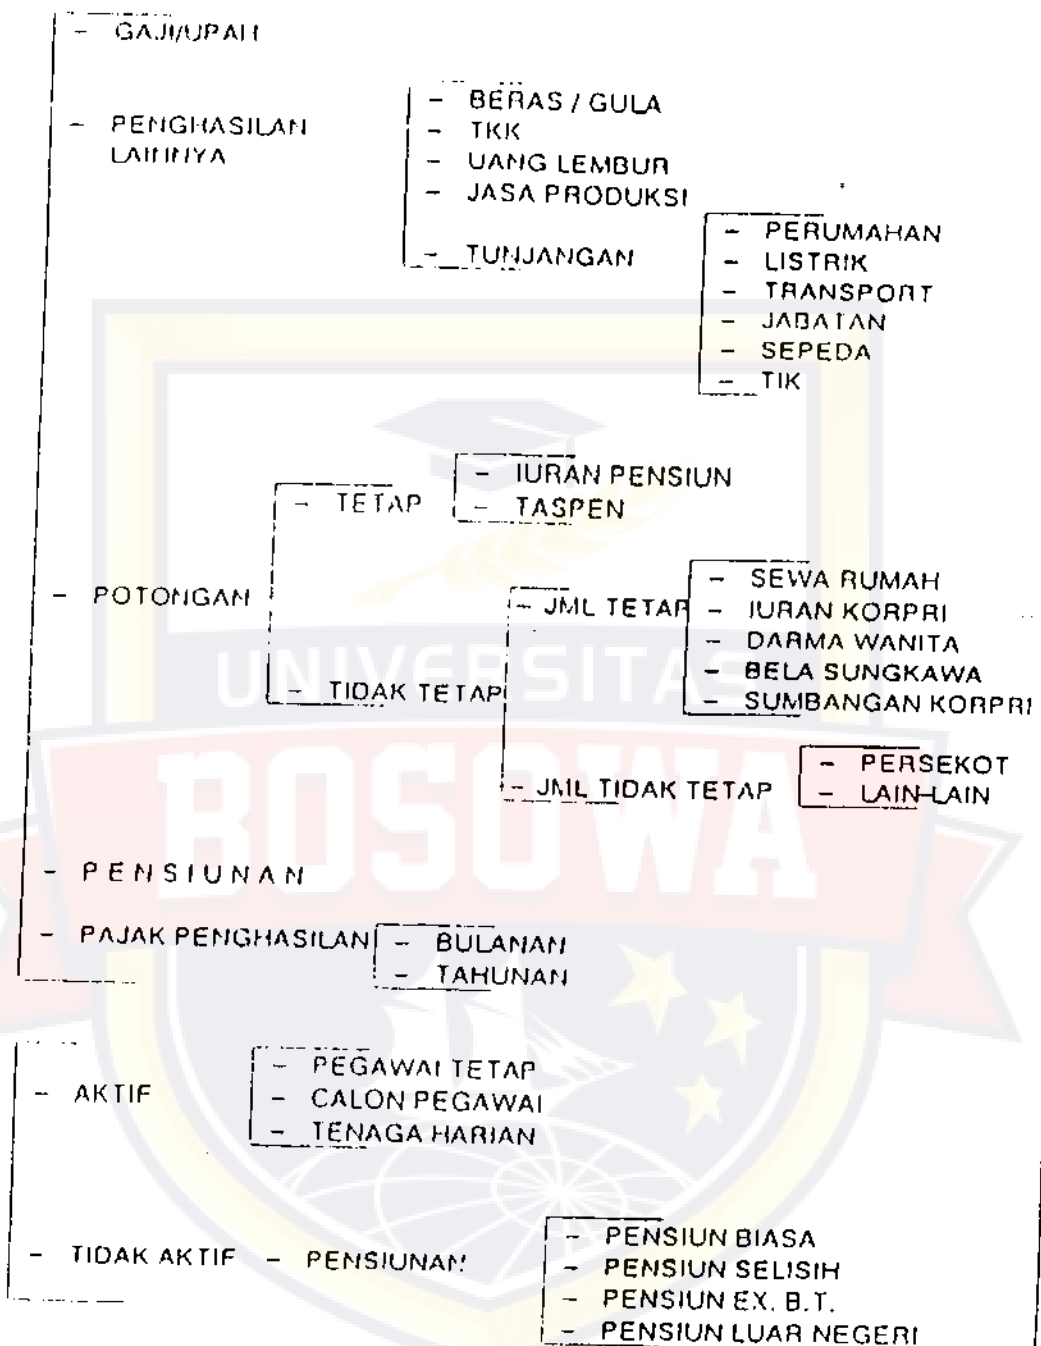 - GAJI/UPAH
- PENGHASILAN
LAINNYA
- BERAS / GULA
- TKK
- UANG LEMBUR
- JASA PRODUKSI
- TUNJANGAN
- PERUMAHAN
- LISTRIK
- TRANSPORT
- JABATAN
- SEPEDA
- TIK
- POTONGAN
- TETAP
- IURAN PENSIUN
- TASPEN
- TIDAK TETAP
- JML TETAP
- SEWA RUMAH
- IURAN KORPRI
- DARMA WANITA
- BELA SUNGKAWA
- SUMBANGAN KORPRI
- JML TIDAK TETAP
- PERSEKOT
- LAIN-LAIN
- PENSIUNAN
- PAJAK PENGHASILAN
- BULANAN
- TAHUNAN
- AKTIF
- PEGAWAI TETAP
- CALON PEGAWAI
- TENAGA HARIAN
- TIDAK AKTIF - PENSIUNAN
- PENSIUN BIASA
- PENSIUN SELISIH
- PENSIUN EX. B.T.
- PENSIUN LUAR NEGERI
UNIVERSITAS
BOSOWA